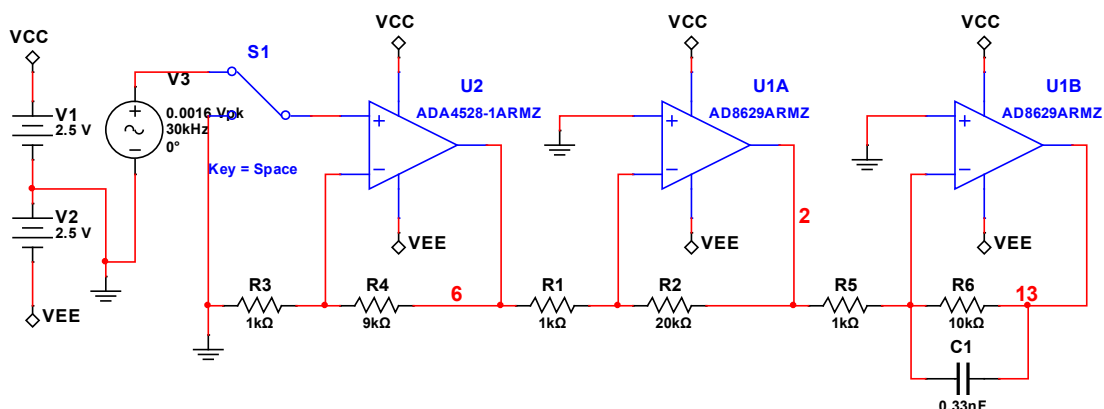 VCC
V1
2.5 V
V2
2.5 V
VEE
V3
0.0016 Vpk
30kHz
0°
S1
Key = Space
VCC
U2
ADA4528-1ARMZ
VEE
VCC
U1A
AD8629ARMZ
VEE
2
VCC
U1B
AD8629ARMZ
VEE
R3
1kΩ
R4
9kΩ
6
R1
1kΩ
R2
20kΩ
R5
1kΩ
R6
10kΩ
13
C1
0.33nF